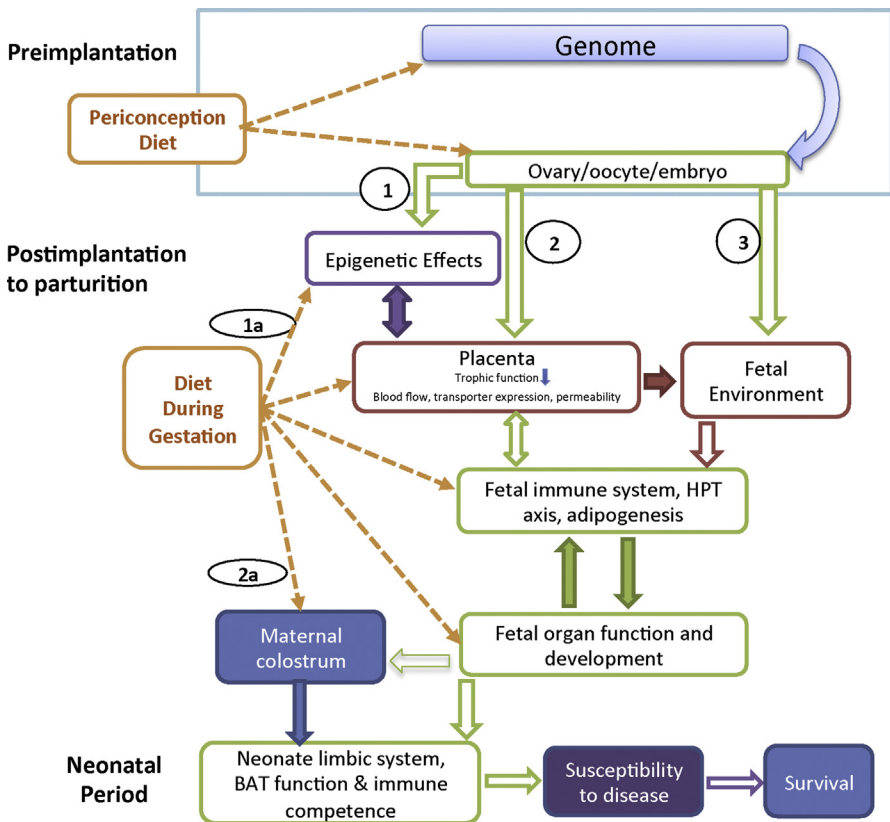 Preimplantation
Genome
Periconception
Diet
Ovary/oocyte/embryo
1
2
3
Postimplantation
to parturition
Epigenetic Effects
1a
Placenta
Trophic function
Blood flow, transporter expression, permeability
Fetal
Environment
Diet
During
Gestation
Fetal immune system, HPT
axis, adipogenesis
2a
Maternal
colostrum
Fetal organ function and
development
Neonatal
Period
Neonate limbic system,
BAT function & immune
competence
Susceptibility
to disease
Survival